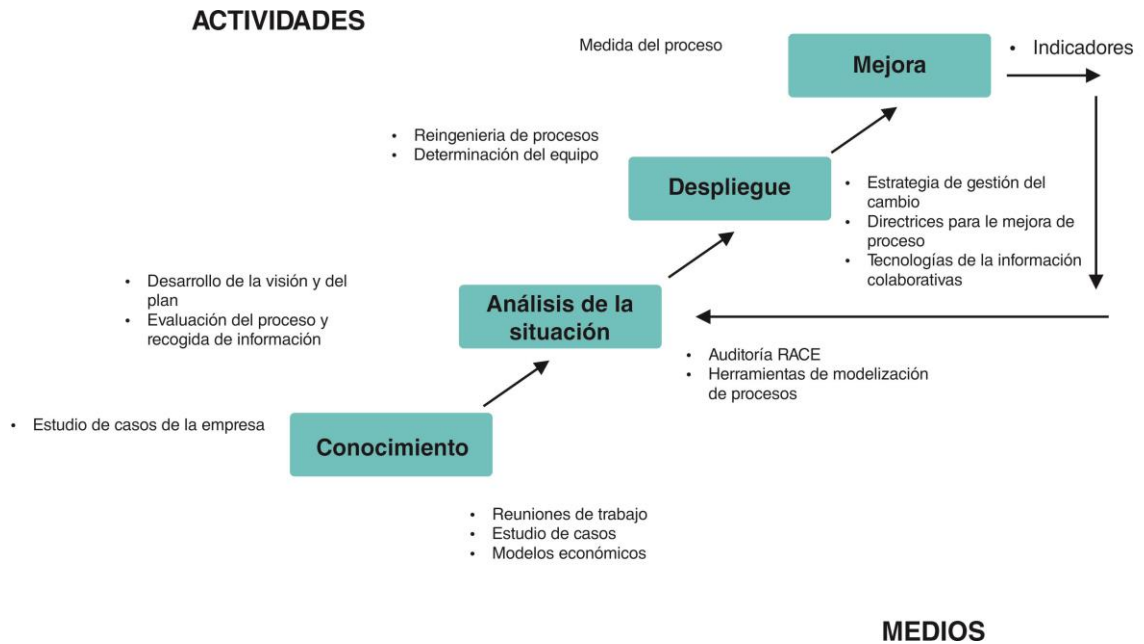 ACTIVIDADES
Medida del proceso
Mejora
• Indicadores
• Reingenieria de procesos
• Determinación del equipo
Despliegue
• Estrategia de gestión del
cambio
• Directrices para le mejora de
proceso
• Tecnologías de la información
colaborativas
• Desarrollo de la visión y del
plan
• Evaluación del proceso y
recogida de información
Análisis de la
situación
• Auditoría RACE
• Herramientas de modelización
de procesos
• Estudio de casos de la empresa
Conocimiento
• Reuniones de trabajo
• Estudio de casos
• Modelos económicos
MEDIOS